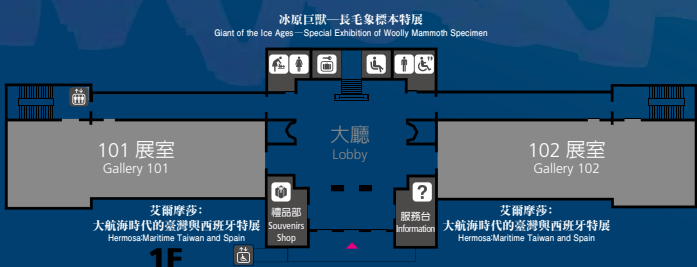 冰原巨獸—長毛象標本特展
Giant of the Ice Ages—Special Exhibition of Woolly Mammoth Specimen
101 展室
Gallery 101
大廳
Lobby
102 展室
Gallery 102
禮品部
Souvenirs
Shop
?
服務台
Information
艾爾摩莎:
大航海時代的臺灣與西班牙特展
Hermosa:Maritime Taiwan and Spain
艾爾摩莎:
大航海時代的臺灣與西班牙特展
Hermosa:Maritime Taiwan and Spain
1F